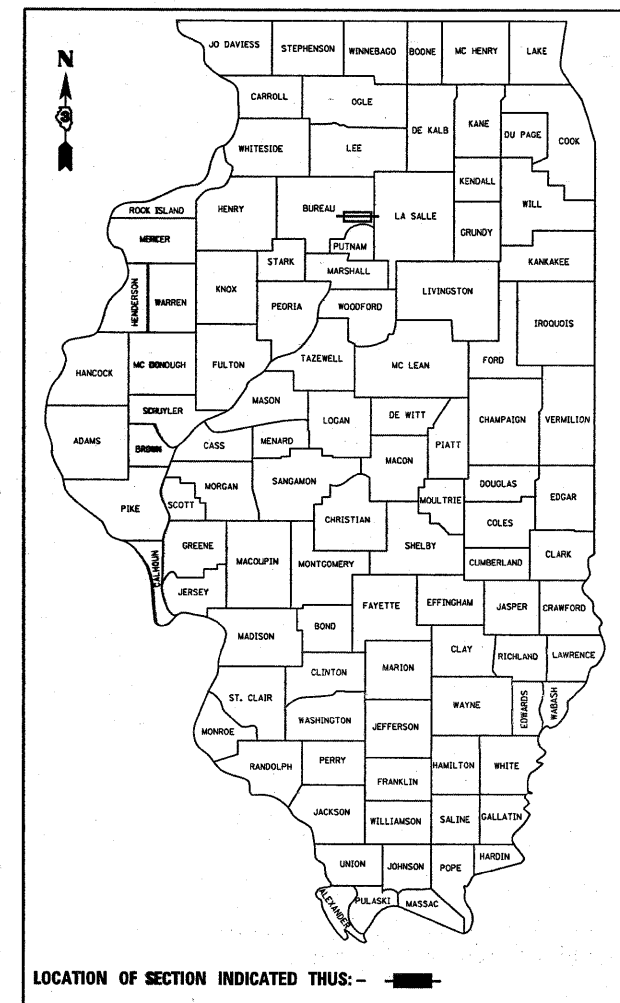 JO DAVIESS STEPHENSON WINNEBAGO BOONE MC HENRY LAKE
N
CARROLL OGLE
3
DE KALB KANE DU PAGE COOK
WHITESIDE LEE
KENDALL WILL
ROCK ISLAND HENRY BUREAU LA SALLE
MERCER PUTNAM GRUNDY
STARK MARSHALL KANKAKEE
HENDERSON WARREN KNOX PEORIA WOODFORD LIVINGSTON IROQUOIS
HANCOCK MC DONOUGH FULTON TAZEWELL MC LEAN FORD
SCHUYLER MASON LOGAN DE WITT CHAMPAIGN VERMILION
ADAMS BROWN CASS MENARD MACON PIATT
MORGAN SANGAMON DOUGLAS
PIKE SCOTT CHRISTIAN MOULTRIE COLES EDGAR
GREENE MACOUPIN MONTGOMERY SHELBY
CALHOUN CUMBERLAND CLARK
JERSEY FAYETTE EFFINGHAM JASPER CRAWFORD
MADISON BOND
CLAY RICHLAND LAWRENCE
CLINTON MARION
ST. CLAIR WAYNE EDWARDS WABASH
WASHINGTON JEFFERSON
MONROE
RANDOLPH PERRY HAMILTON WHITE
FRANKLIN
JACKSON WILLIAMSON SALINE GALLATIN
UNION JOHNSON POPE HARDIN
ALEXANDER PULASKI MASSAC
LOCATION OF SECTION INDICATED THUS: -